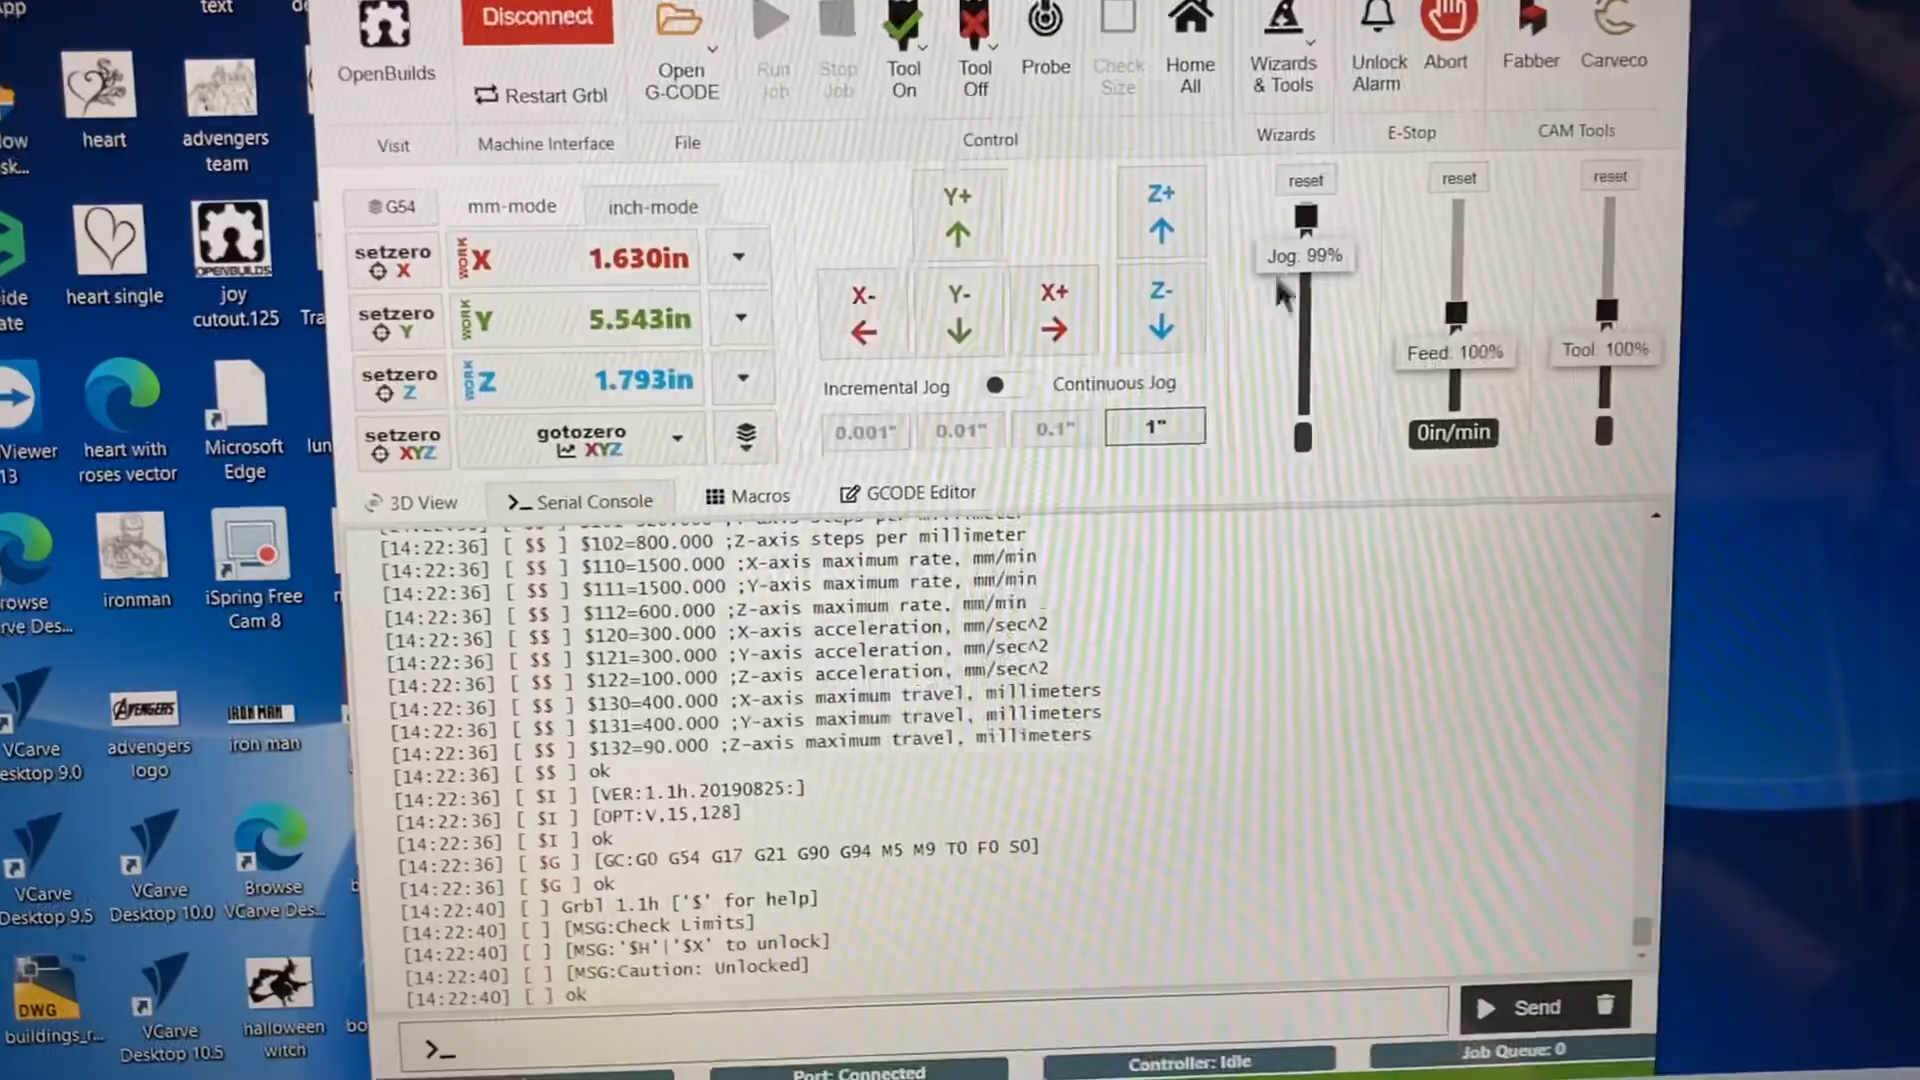 text
OpenBuilds
Disconnect
Restart Grbl
Open
G-CODE
Run
Job
Stop
Job
Tool
On
Tool
Off
Probe
Check
Size
Home
All
Wizards
& Tools
Unlock
Alarm
Abort
Fabber
Carveco
Visit
Machine Interface
File
Control
Wizards
E-Stop
CAM Tools
G54
mm-mode
inch-mode
setzero
X
WORK
X
1.630in
setzero
Y
WORK
Y
5.543in
setzero
Z
WORK
Z
1.793in
setzero
XYZ
gotozero
XYZ
Y+
Z+
X-
Y-
X+
Z-
Incremental Jog
Continuous Jog
0.001"
0.01"
0.1"
1"
reset
Jog: 99%
reset
Feed: 100%
0in/min
reset
Tool: 100%
3D View
>_ Serial Console
Macros
GCODE Editor
[14:22:36] [ $$ ] $102=800.000 ;Z-axis steps per millimeter
[14:22:36] [ $$ ] $110=1500.000 ;X-axis maximum rate, mm/min
[14:22:36] [ $$ ] $111=1500.000 ;Y-axis maximum rate, mm/min
[14:22:36] [ $$ ] $112=600.000 ;Z-axis maximum rate, mm/min
[14:22:36] [ $$ ] $120=300.000 ;X-axis acceleration, mm/sec^2
[14:22:36] [ $$ ] $121=300.000 ;Y-axis acceleration, mm/sec^2
[14:22:36] [ $$ ] $122=100.000 ;Z-axis acceleration, mm/sec^2
[14:22:36] [ $$ ] $130=400.000 ;X-axis maximum travel, millimeters
[14:22:36] [ $$ ] $131=400.000 ;Y-axis maximum travel, millimeters
[14:22:36] [ $$ ] $132=90.000 ;Z-axis maximum travel, millimeters
[14:22:36] [ $$ ] ok
[14:22:36] [ $I ] [VER:1.1h.20190825:]
[14:22:36] [ $I ] [OPT:V,15,128]
[14:22:36] [ $I ] ok
[14:22:36] [ $G ] [GC:G0 G54 G17 G21 G90 G94 M5 M9 T0 F0 S0]
[14:22:36] [ $G ] ok
[14:22:40] [ ] Grbl 1.1h ['$' for help]
[14:22:40] [ ] [MSG:Check Limits]
[14:22:40] [ ] [MSG:'$H'|'$X' to unlock]
[14:22:40] [ ] [MSG:Caution: Unlocked]
[14:22:40] [ ] ok
>_
Send
Port: Connected
Controller: Idle
Job Queue: 0
heart
advengers
team
heart single
OPENBUILDS
joy
cutout.125
heart with
roses vector
Microsoft
Edge
ironman
iSpring Free
Cam 8
AVENGERS
advengers
logo
IRON MAN
iron man
VCarve
Desktop 9.5
VCarve
Desktop 10.0
Browse
VCarve Des...
DWG
buildings_r...
VCarve
Desktop 10.5
halloween
witch